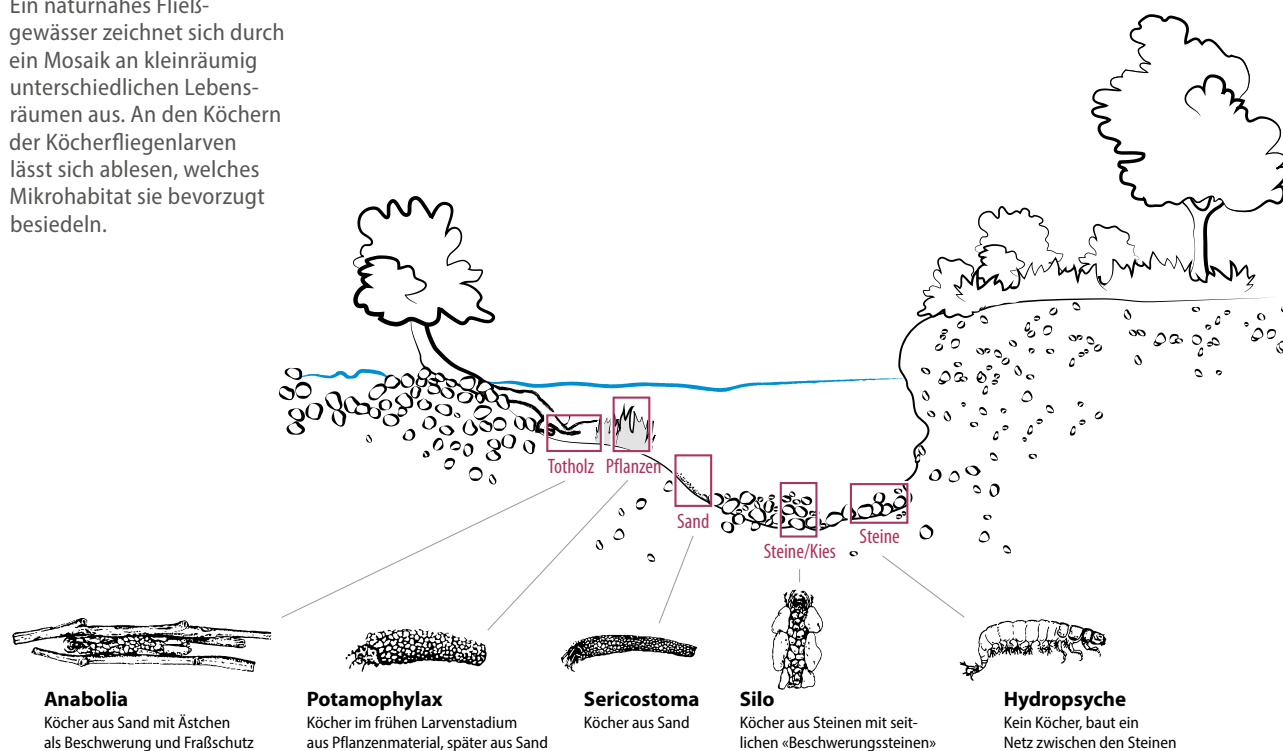 Ein naturnahes Fließ-
gewässer zeichnet sich durch
ein Mosaik an kleinräumig
unterschiedlichen Lebens-
räumen aus. An den Köchern
der Köcherfliegenlarven
lässt sich ablesen, welches
Mikrohabitat sie bevorzugt
besiedeln.
Totholz
Pflanzen
Sand
Steine/Kies
Steine
Anabolia
Köcher aus Sand mit Ästchen
als Beschwerung und Fraßschutz
Potamophylax
Köcher im frühen Larvenstadium
aus Pflanzenmaterial, später aus Sand
Sericostoma
Köcher aus Sand
Silo
Köcher aus Steinen mit seit-
lichen «Beschwerungssteinen»
Hydropsyche
Kein Köcher, baut ein
Netz zwischen den Steinen